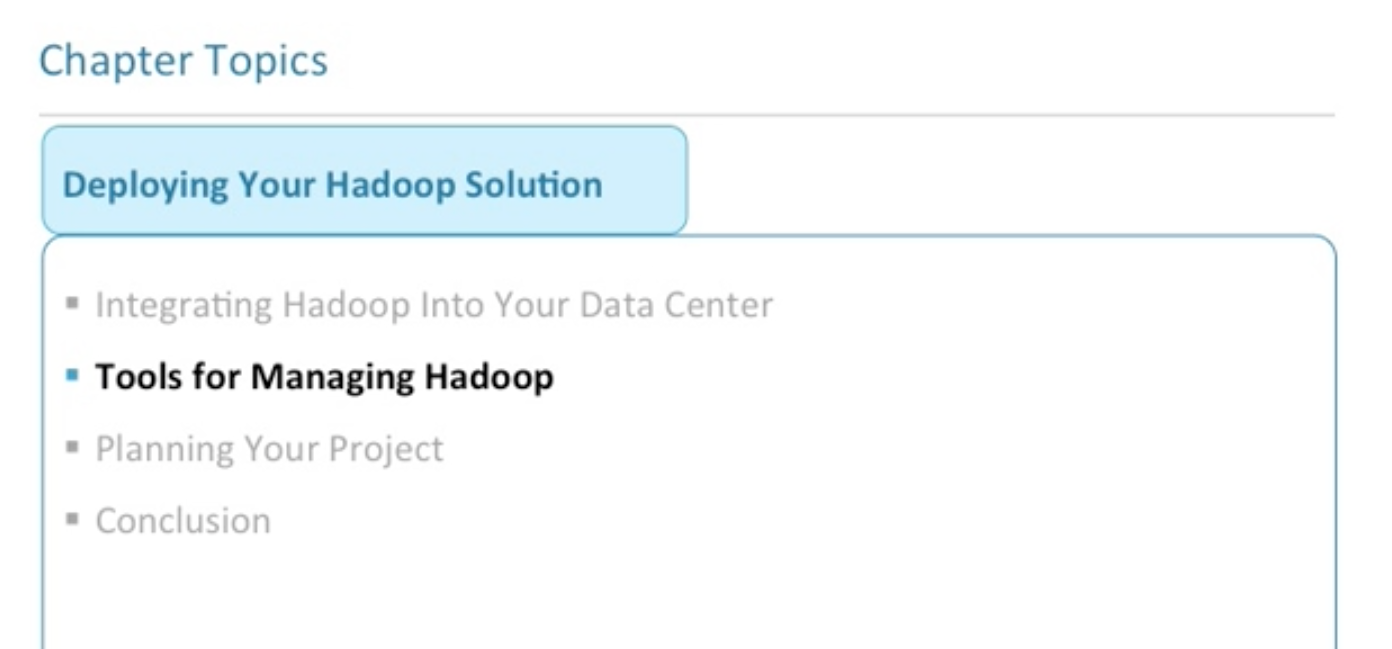 Chapter Topics
Deploying Your Hadoop Solution
▪ Integrating Hadoop Into Your Data Center
▪ Tools for Managing Hadoop
▪ Planning Your Project
▪ Conclusion